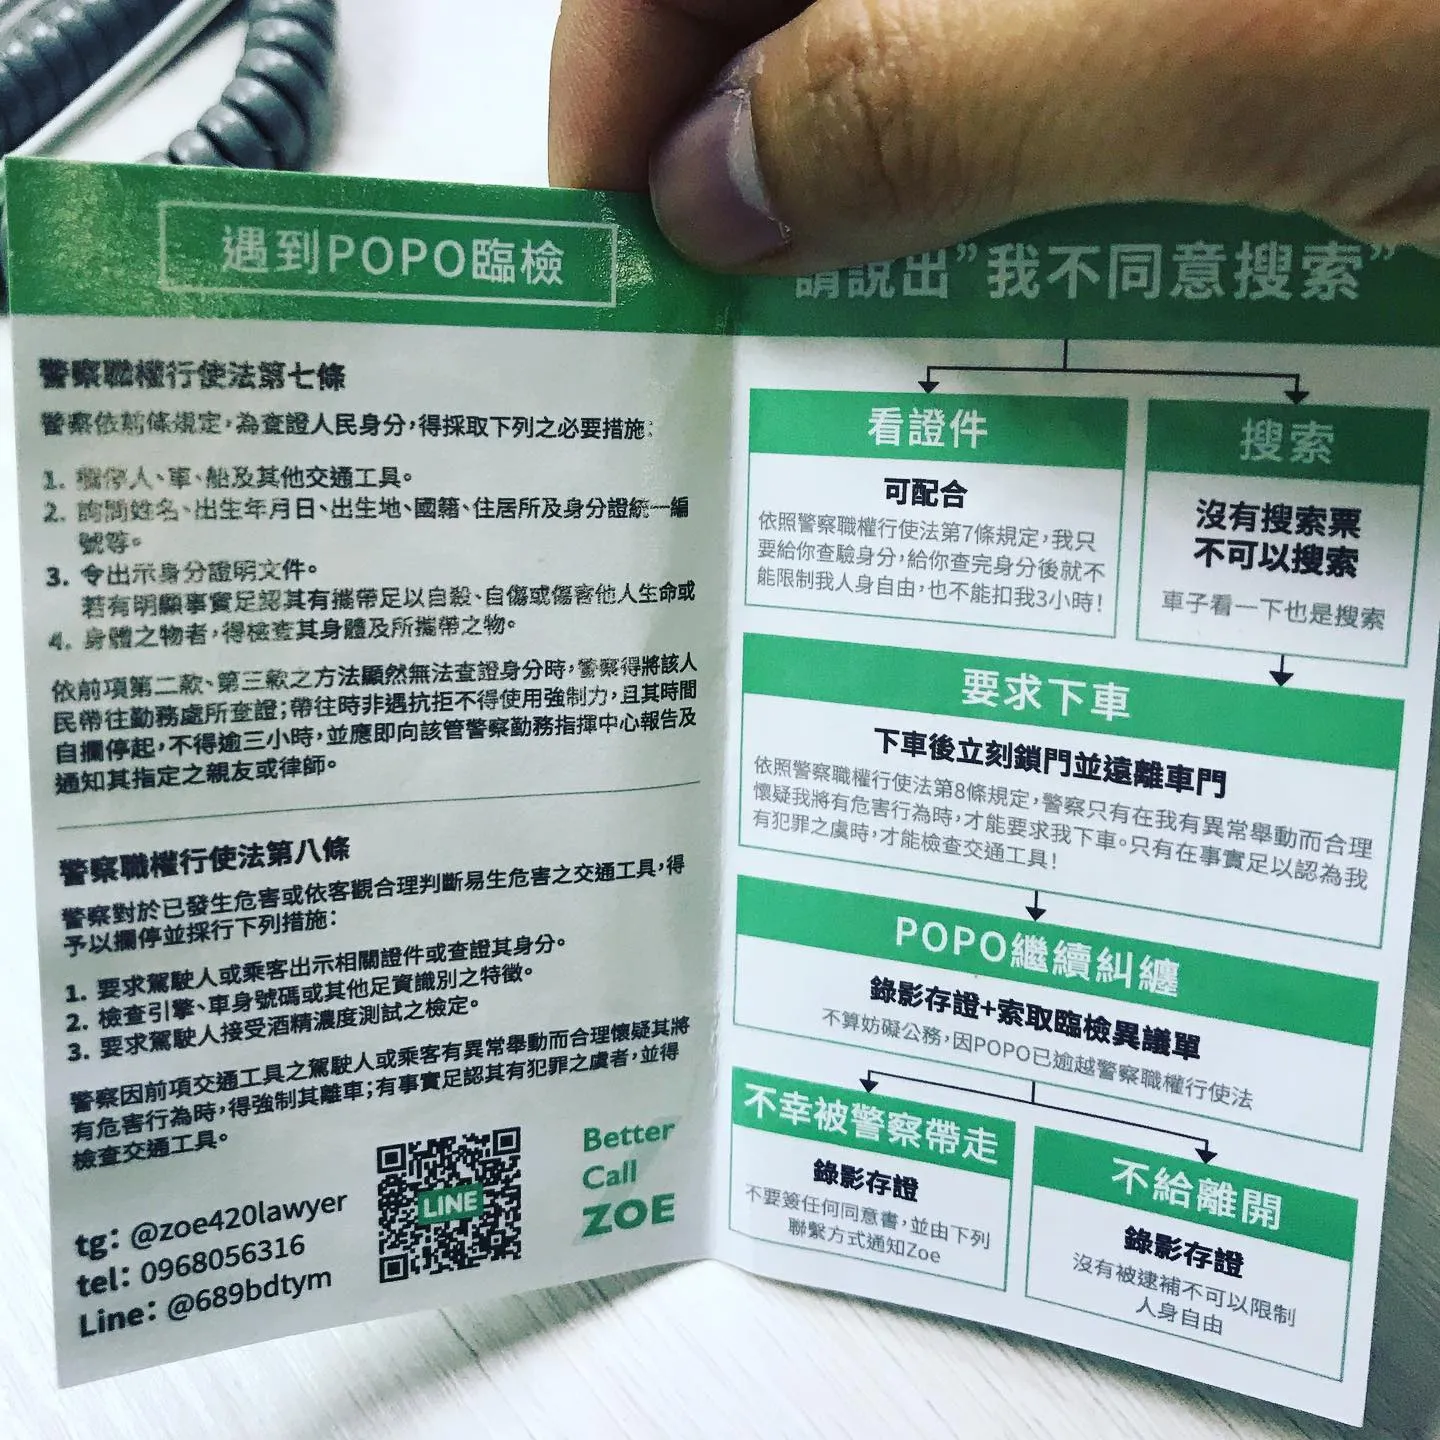 遇到POPO臨檢
警察職權行使法第七條
警察依前條規定，為查證人民身分，得採取下列之必要措施：
1. 攔停人、車、船及其他交通工具。
2. 詢問姓名、出生年月日、出生地、國籍、住居所及身分證統一編
號等。
3. 令出示身分證明文件。
若有明顯事實足認其有攜帶足以自殺、自傷或傷害他人生命或
4. 身體之物者，得檢查其身體及所攜帶之物。
依前項第二款、第三款之方法顯然無法查證身分時，警察得將該人
民帶往勤務處所查證；帶往時非遇抗拒不得使用強制力，且其時間
自攔停起，不得逾三小時，並應即向該管警察勤務指揮中心報告及
通知其指定之親友或律師。
警察職權行使法第八條
警察對於已發生危害或依客觀合理判斷易生危害之交通工具，得
予以攔停並採行下列措施：
1. 要求駕駛人或乘客出示相關證件或查證其身分。
2. 檢查引擎、車身號碼或其他足資識別之特徵。
3. 要求駕駛人接受酒精濃度測試之檢定。
警察因前項交通工具之駕駛人或乘客有異常舉動而合理懷疑其將
有危害行為時，得強制其離車；有事實足認其有犯罪之虞者，並得
檢查交通工具。
tg：@zoe420lawyer
tel：0968056316
Line：@689bdtym
LINE
Better
Call
ZOE
請說出”我不同意搜索”
看證件
可配合
依照警察職權行使法第7條規定，我只
要給你查驗身分，給你查完身分後就不
能限制我人身自由，也不能扣我3小時！
搜索
沒有搜索票
不可以搜索
車子看一下也是搜索
要求下車
下車後立刻鎖門並遠離車門
依照警察職權行使法第8條規定，警察只有在我有異常舉動而合理
懷疑我將有危害行為時，才能要求我下車。只有在事實足以認為我
有犯罪之虞時，才能檢查交通工具！
POPO繼續糾纏
錄影存證+索取臨檢異議單
不算妨礙公務，因POPO已逾越警察職權行使法
不幸被警察帶走
錄影存證
不要簽任何同意書，並由下列
聯繫方式通知Zoe
不給離開
錄影存證
沒有被逮補不可以限制
人身自由